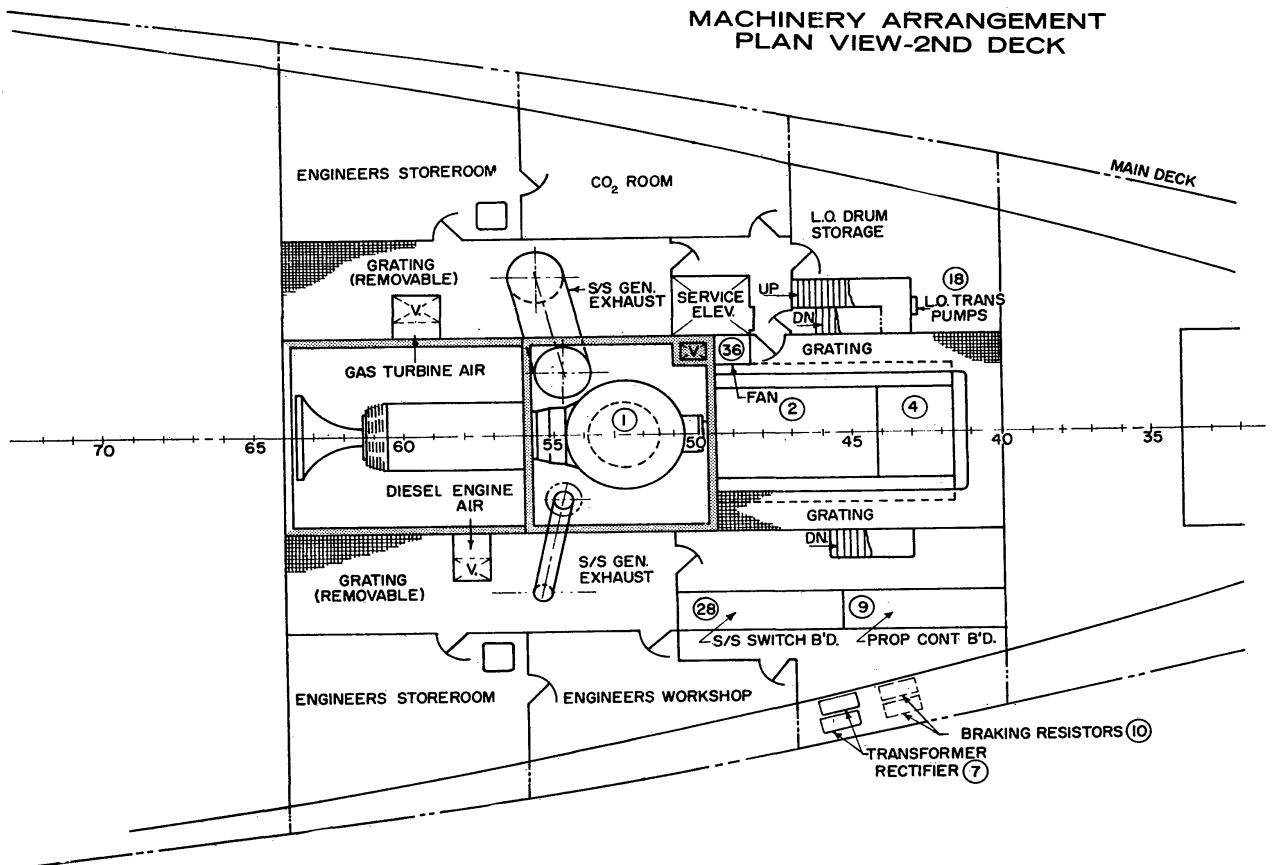 MACHINERY ARRANGEMENT
PLAN VIEW-2ND DECK
MAIN DECK
ENGINEERS STOREROOM
CO2 ROOM
L.O. DRUM
STORAGE
GRATING
(REMOVABLE)
V.
S/S GEN.
EXHAUST
SERVICE
ELEV.
UP
DN
18
L.O. TRANS
PUMPS
GAS TURBINE AIR
V.
36
FAN
GRATING
1
2
4
70
65
60
55
50
45
40
35
DIESEL ENGINE
AIR
GRATING
DN
V.
GRATING
(REMOVABLE)
S/S GEN.
EXHAUST
28
9
S/S SWITCH B'D.
PROP CONT B'D.
ENGINEERS STOREROOM
ENGINEERS WORKSHOP
BRAKING RESISTORS 10
TRANSFORMER
RECTIFIER 7